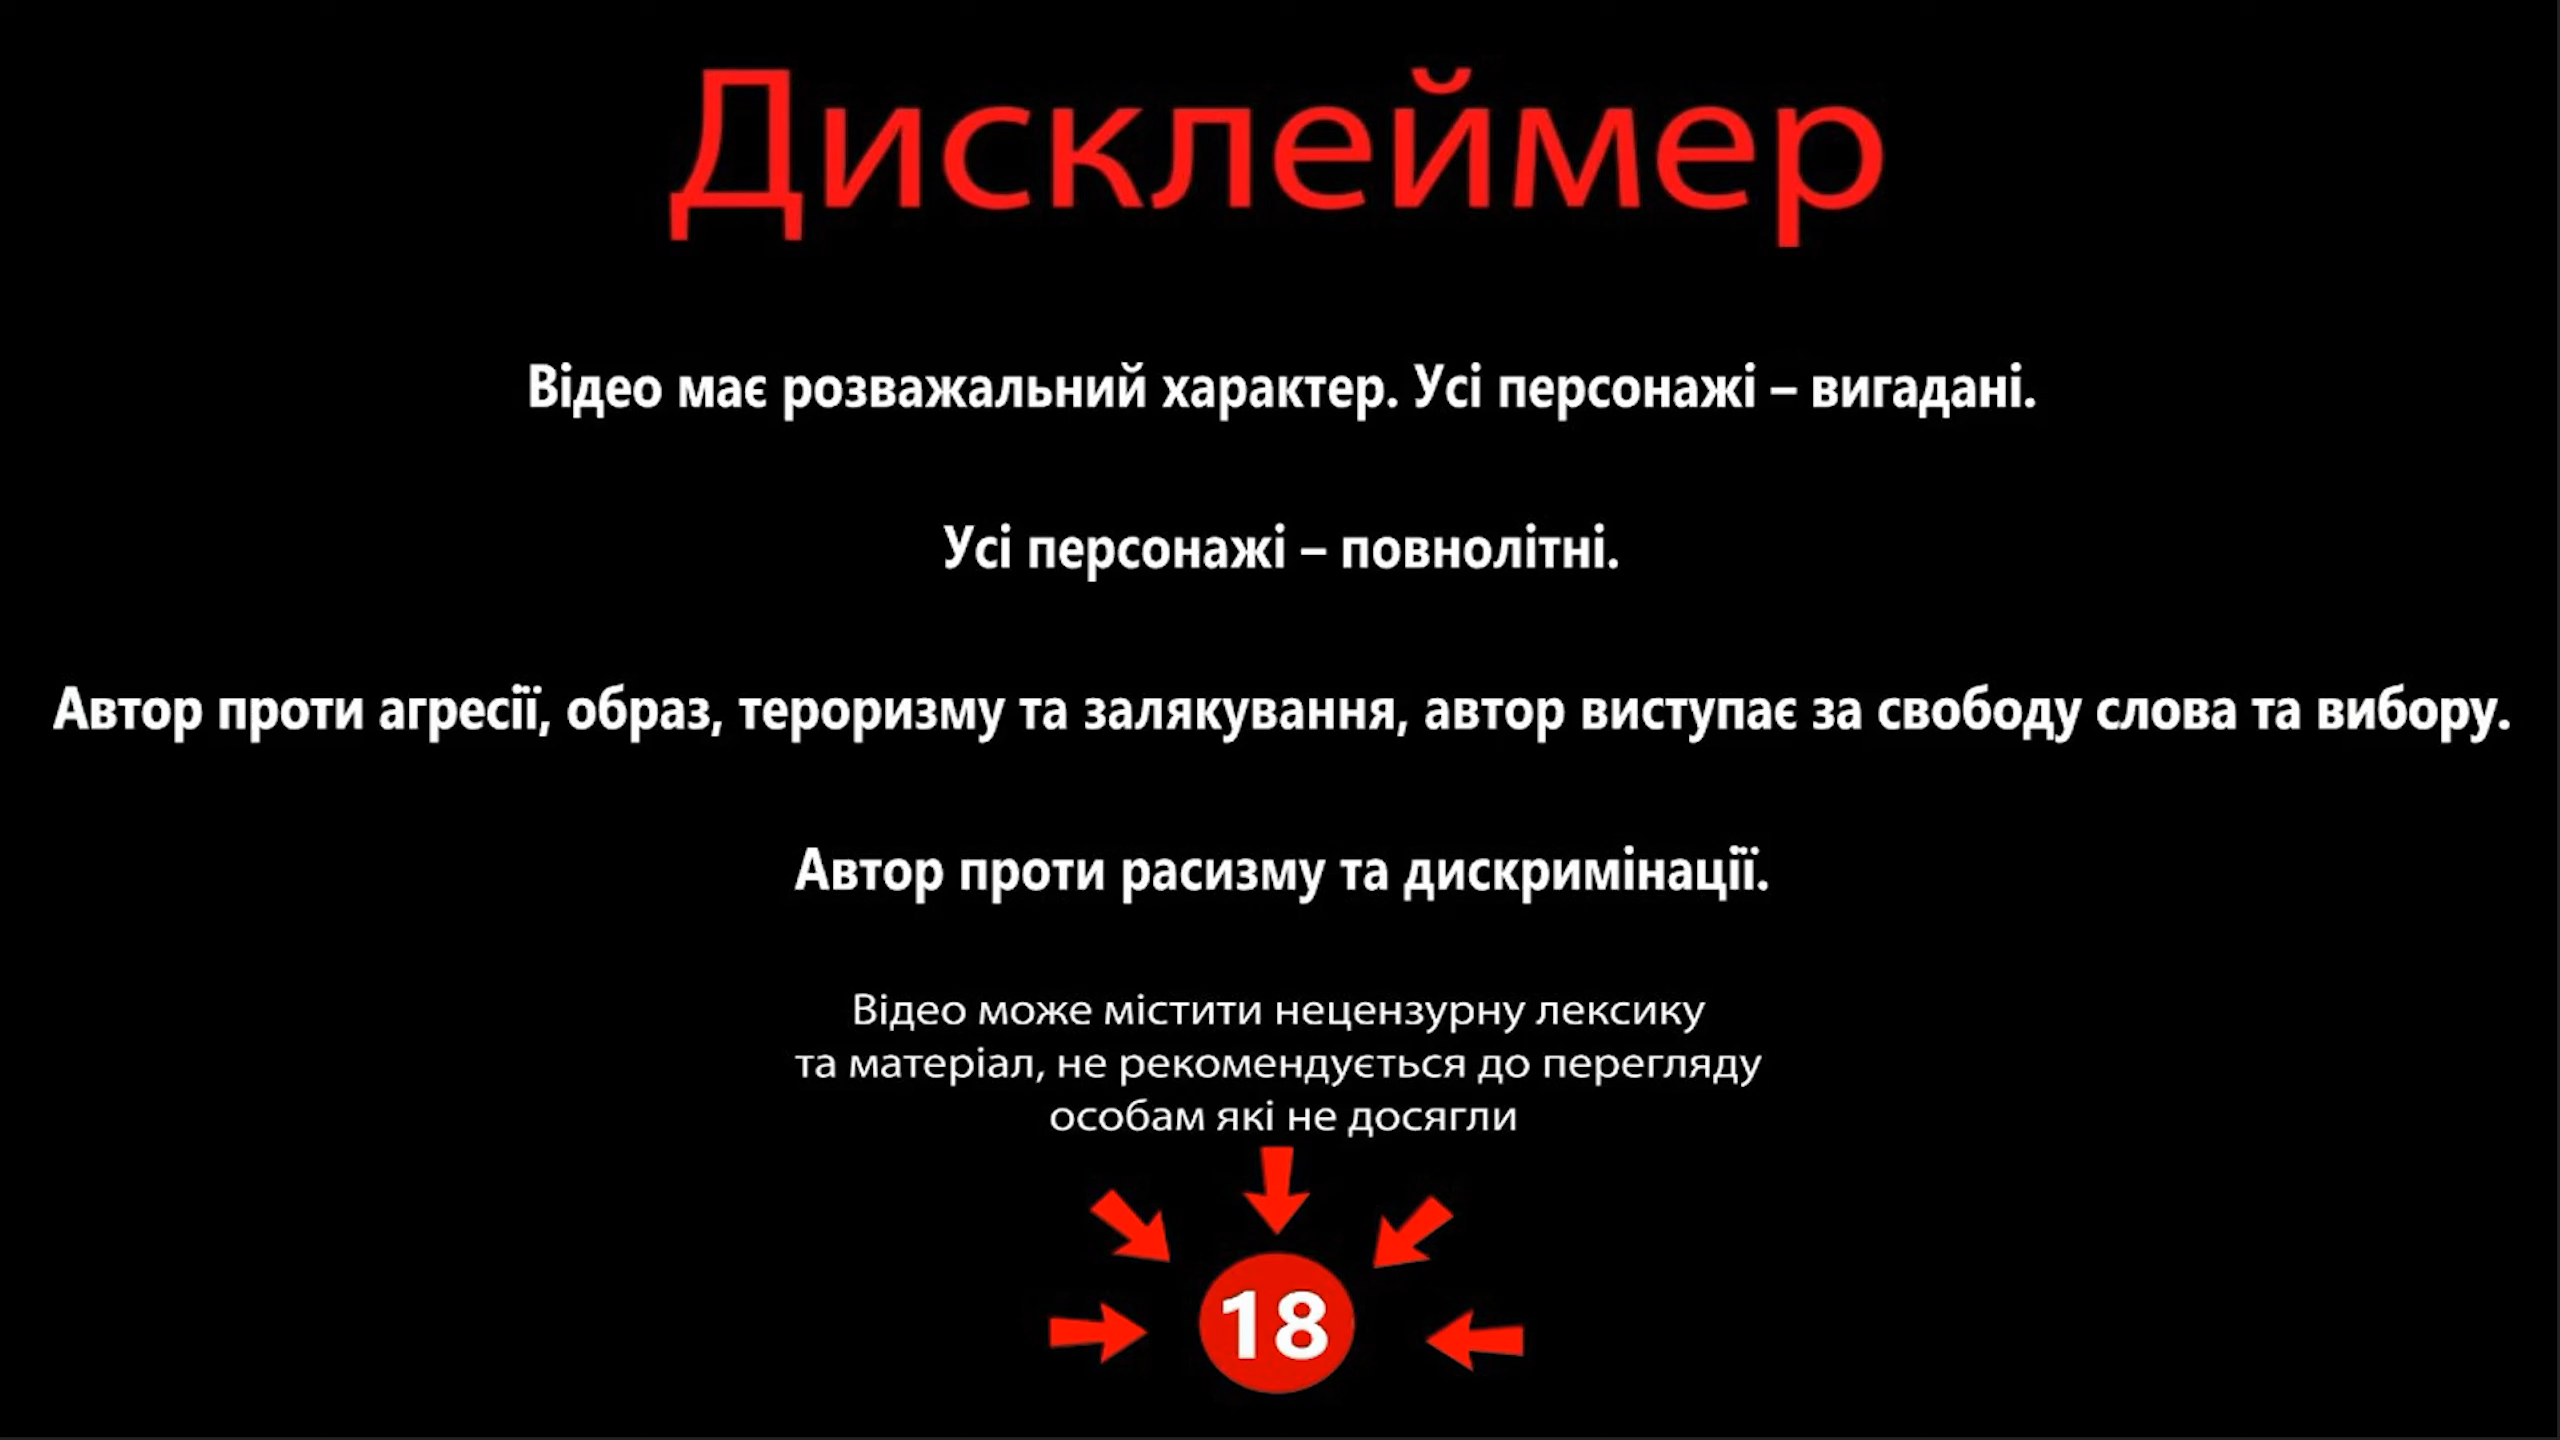 Дисклеймер
Відео має розважальний характер. Усі персонажі – вигадані.
Усі персонажі – повнолітні.
Автор проти агресії, образ, тероризму та залякування, автор виступає за свободу слова та вибору.
Автор проти расизму та дискримінації.
Відео може містити нецензурну лексику
та матеріал, не рекомендується до перегляду
особам які не досягли
18